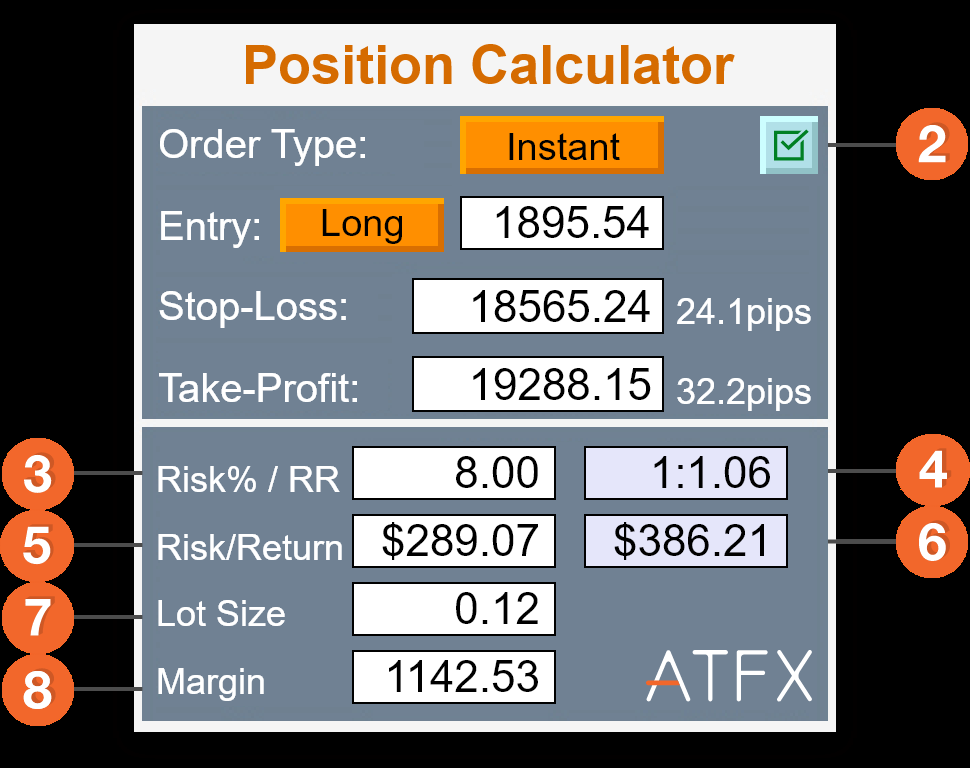 Position Calculator
Order Type: Instant 2
Entry: Long 1895.54
Stop-Loss: 18565.24 24.1pips
Take-Profit: 19288.15 32.2pips
3 Risk% / RR 8.00 1:1.06 4
5 Risk/Return $289.07 $386.21 6
7 Lot Size 0.12
8 Margin 1142.53
ATFX